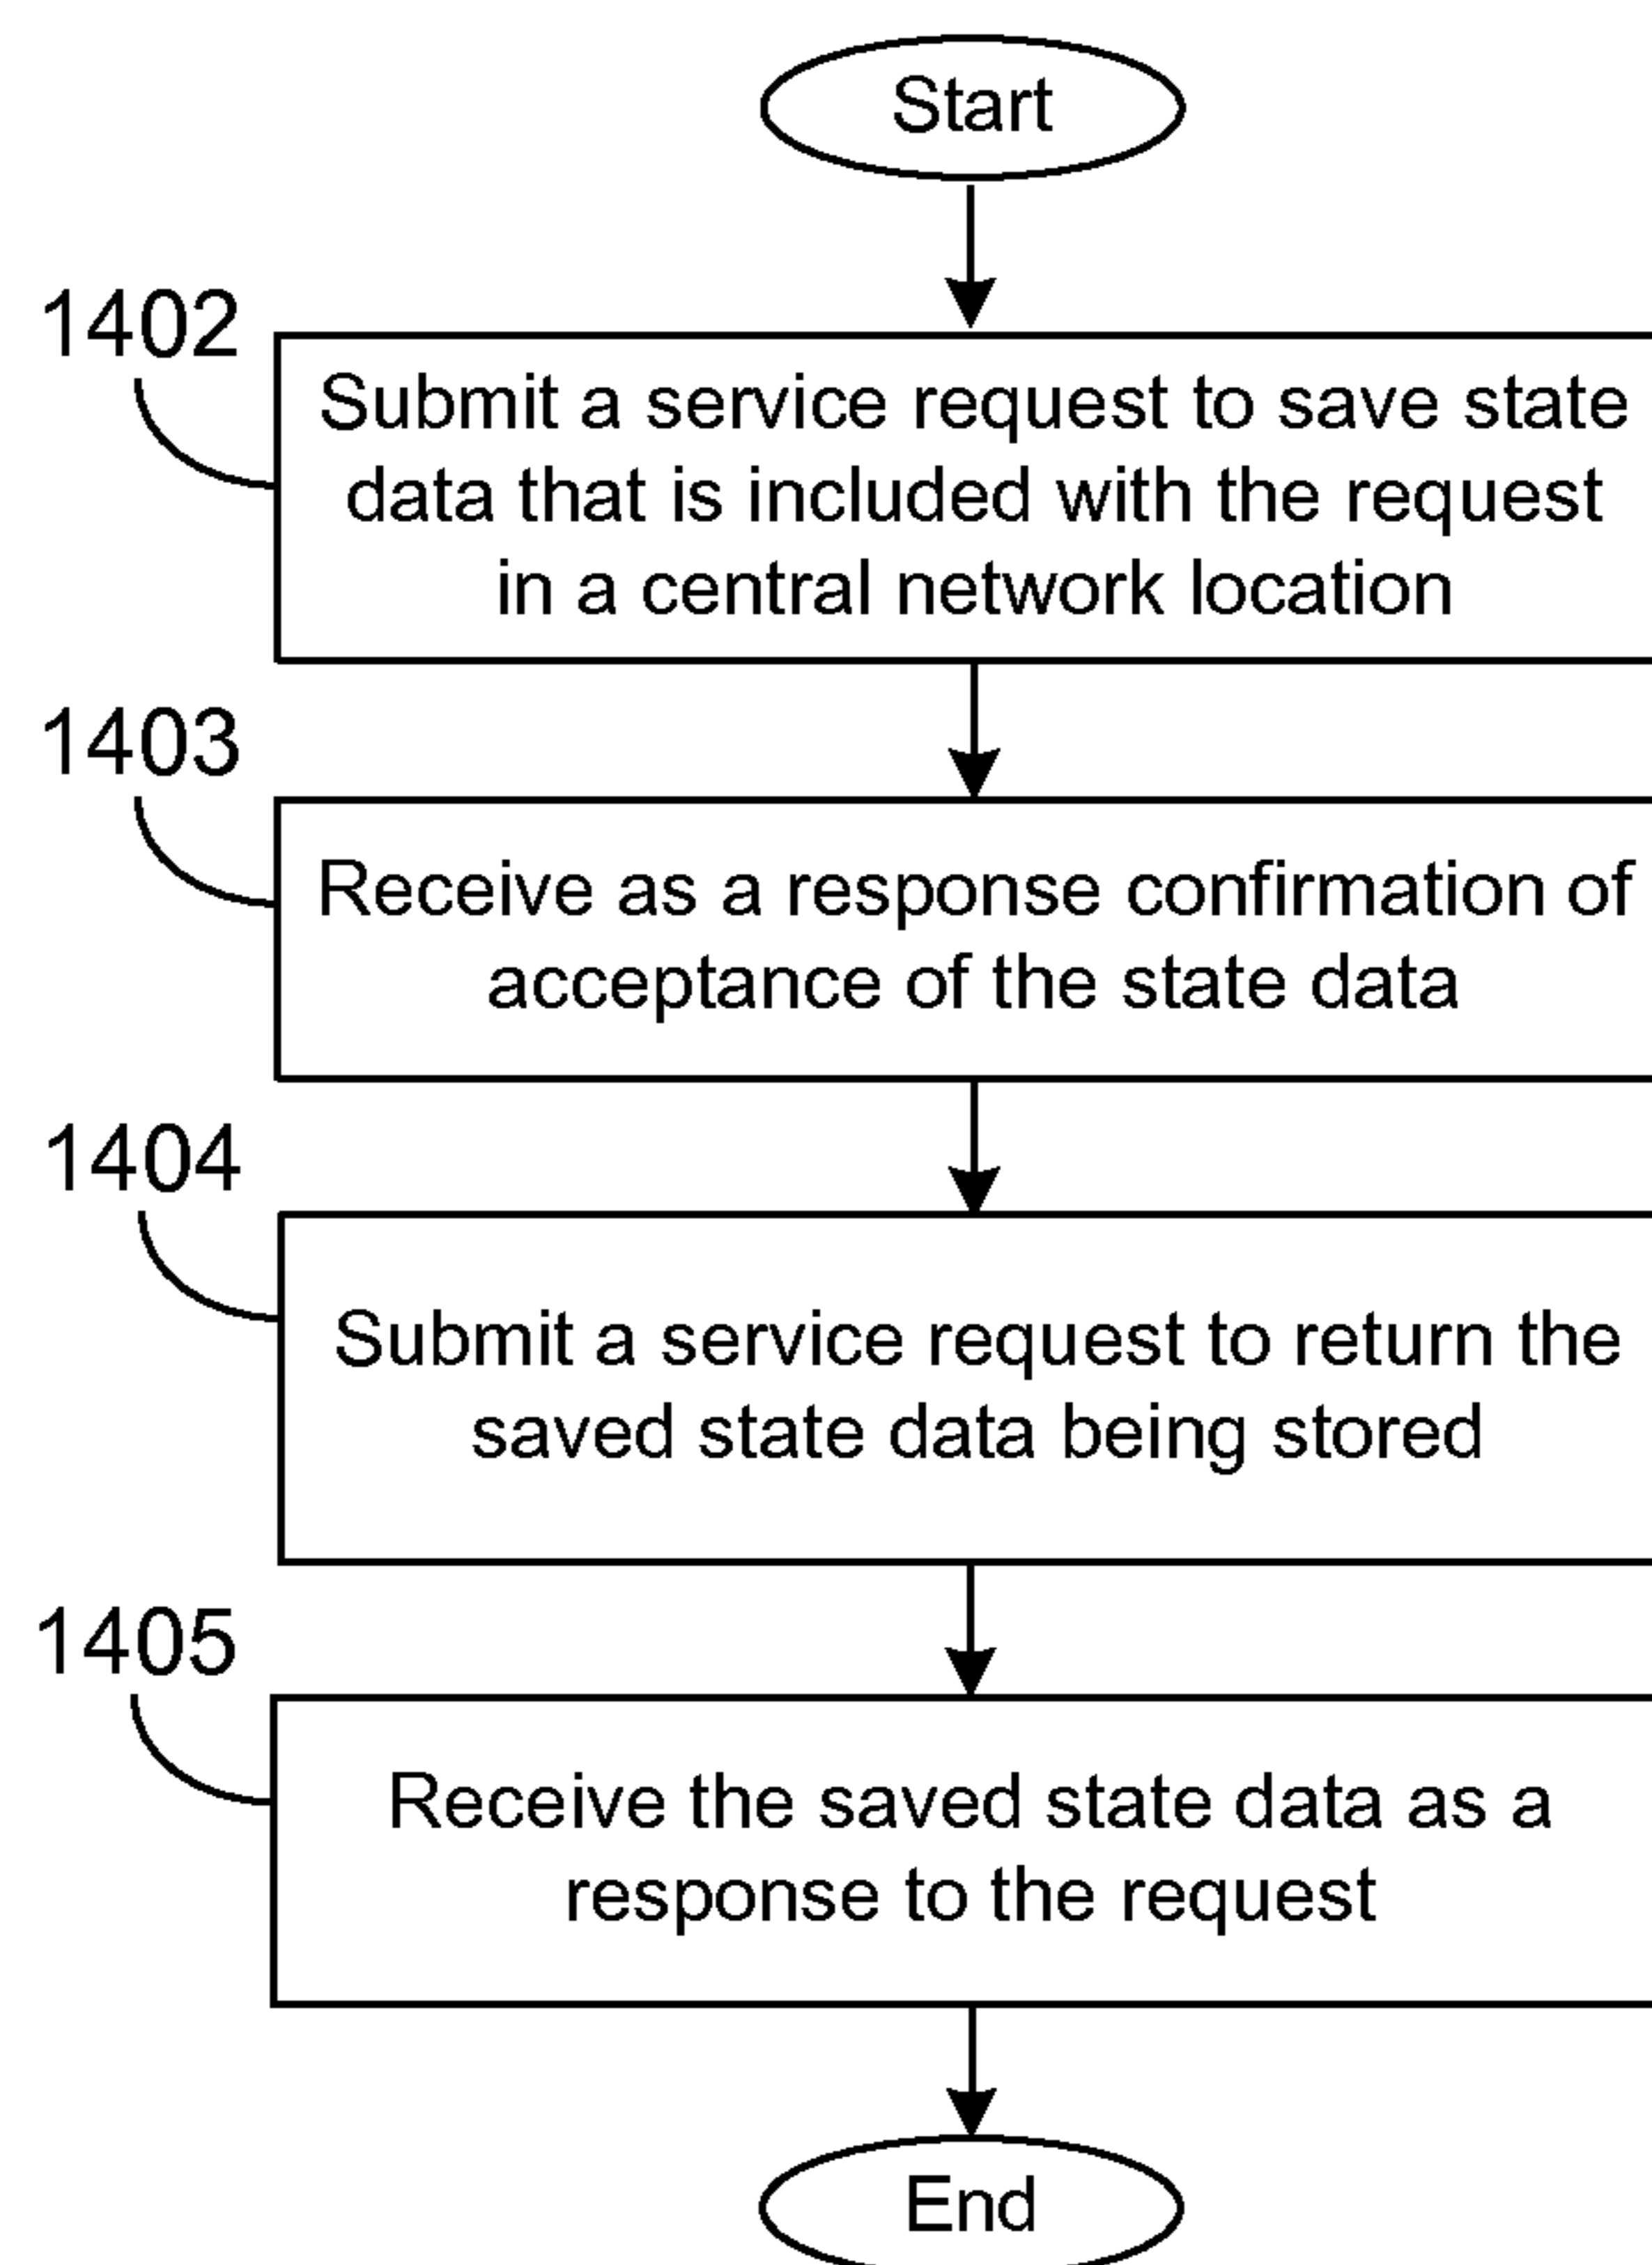 Start
1402
Submit a service request to save state
data that is included with the request
in a central network location
1403
Receive as a response confirmation of
acceptance of the state data
1404
Submit a service request to return the
saved state data being stored
1405
Receive the saved state data as a
response to the request
End